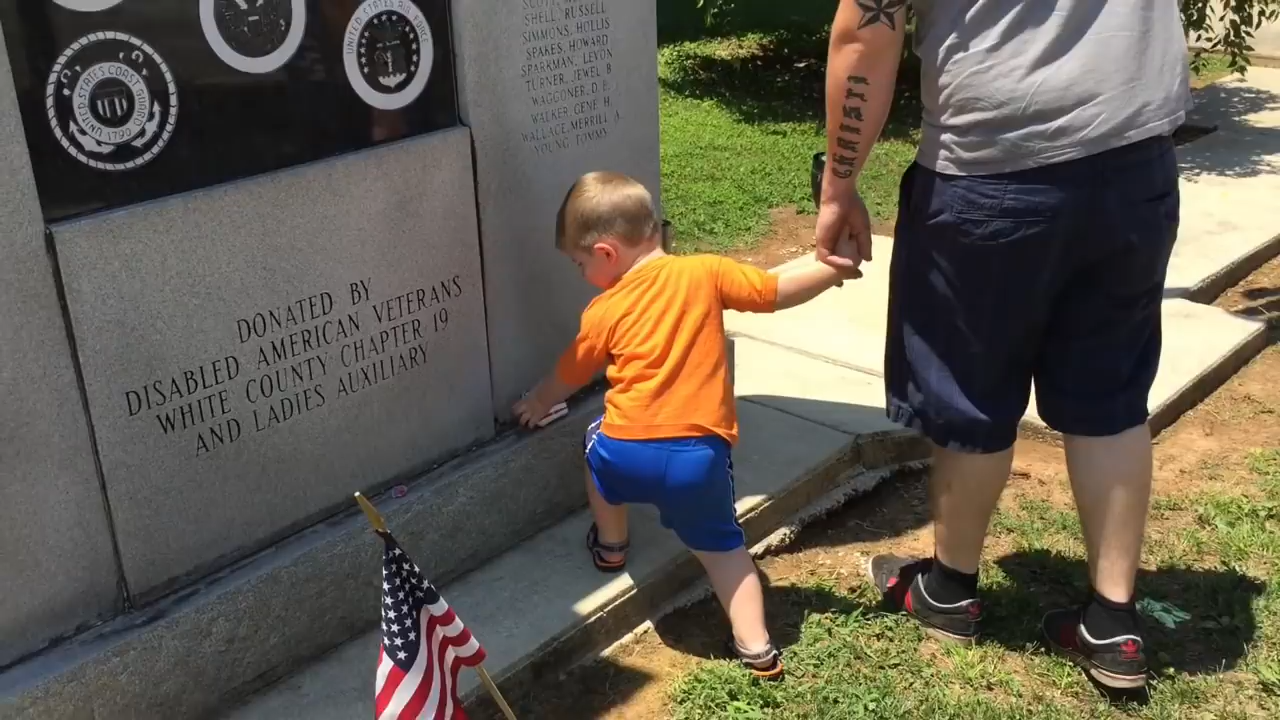 UNITED STATES COAST GUARD
1790
UNITED STATES AIR FORCE
SHELL, RUSSELL
SIMMONS, HOLLIS
SPAKES, HOWARD
SPARKMAN, LEVON
TURNER, JEWEL B
WAGGONER, D. P.
WALKER, GENE H.
WALLACE, MERRILL A
YOUNG, TOMMY
DONATED BY
DISABLED AMERICAN VETERANS
WHITE COUNTY CHAPTER 19
AND LADIES AUXILIARY